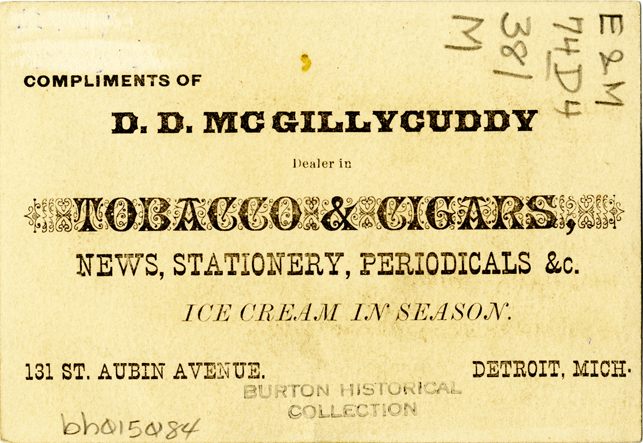 COMPLIMENTS OF
D. D. MCGILLYCUDDY
Dealer in
TOBACCO & CIGARS,
NEWS, STATIONERY, PERIODICALS &c.
ICE CREAM IN SEASON.
131 ST. AUBIN AVENUE. DETROIT, MICH.
BURTON HISTORICAL
COLLECTION
bh015084
E&M
74D4
381
M